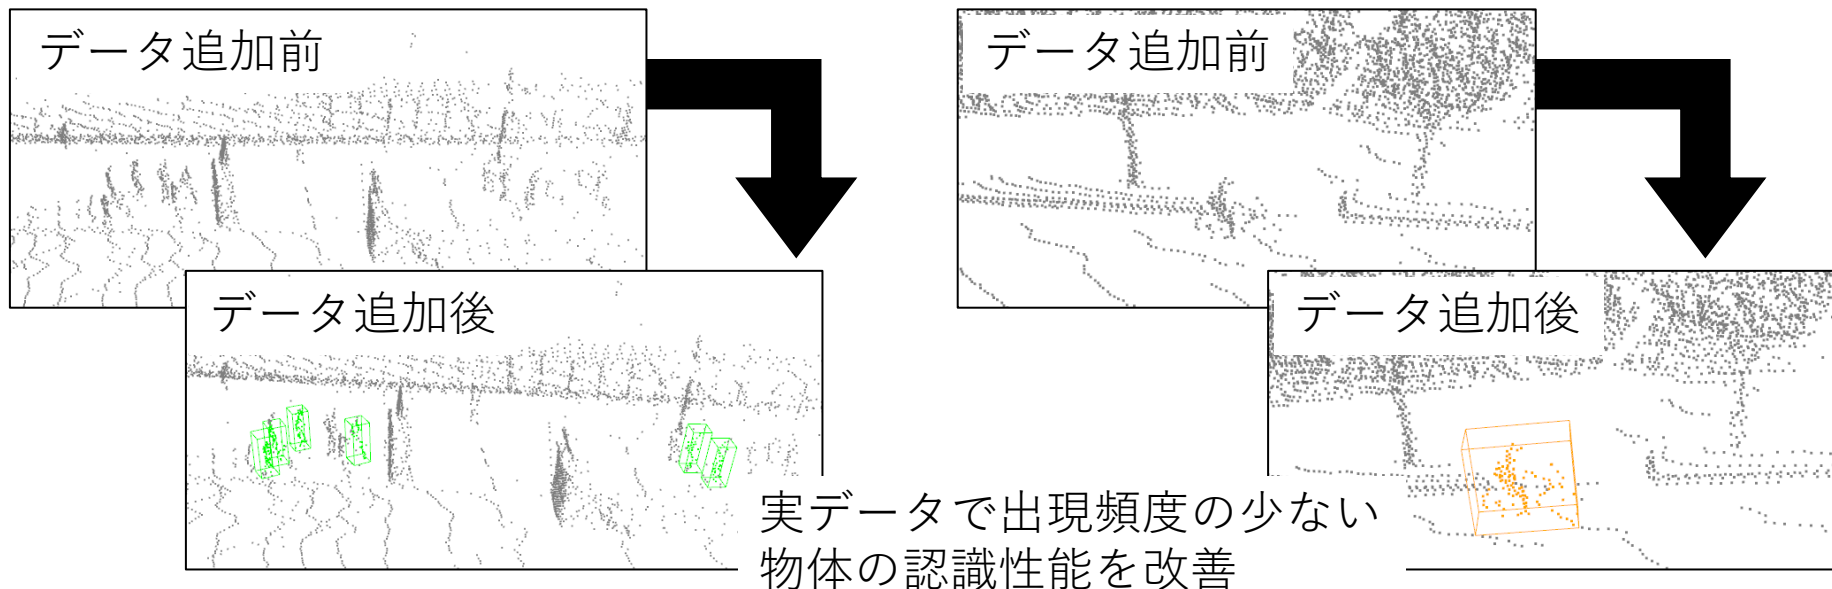 データ追加前
データ追加後
データ追加前
データ追加後
実データで出現頻度の少ない
物体の認識性能を改善